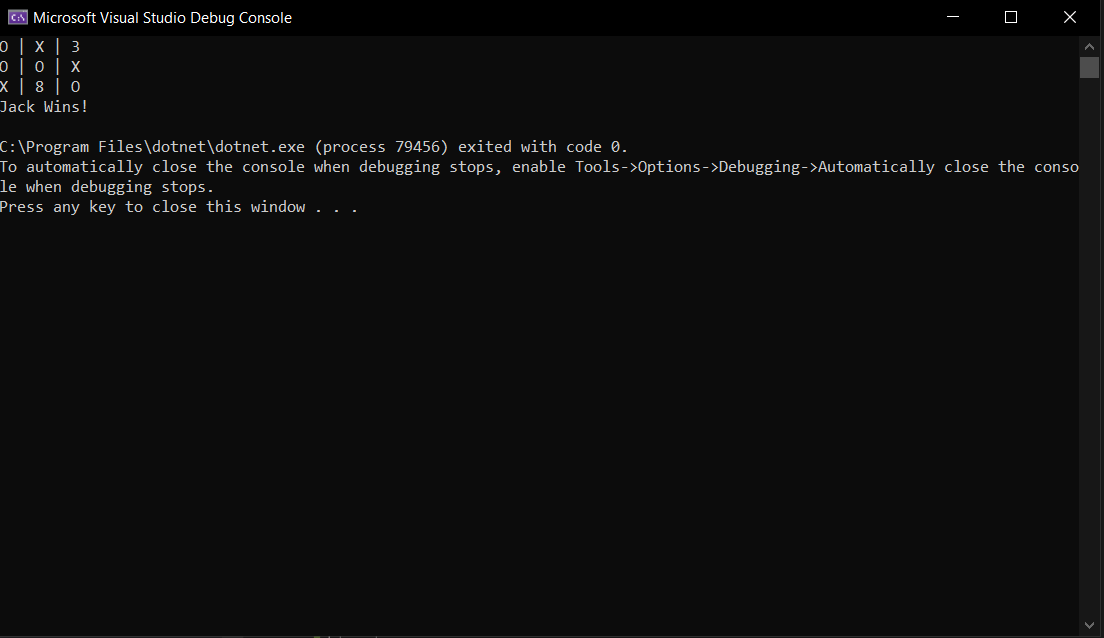 Microsoft Visual Studio Debug Console
O | X | 3
O | O | X
X | 8 | O
Jack Wins!
C:\Program Files\dotnet\dotnet.exe (process 79456) exited with code 0.
To automatically close the console when debugging stops, enable Tools->Options->Debugging->Automatically close the conso
le when debugging stops.
Press any key to close this window . . .